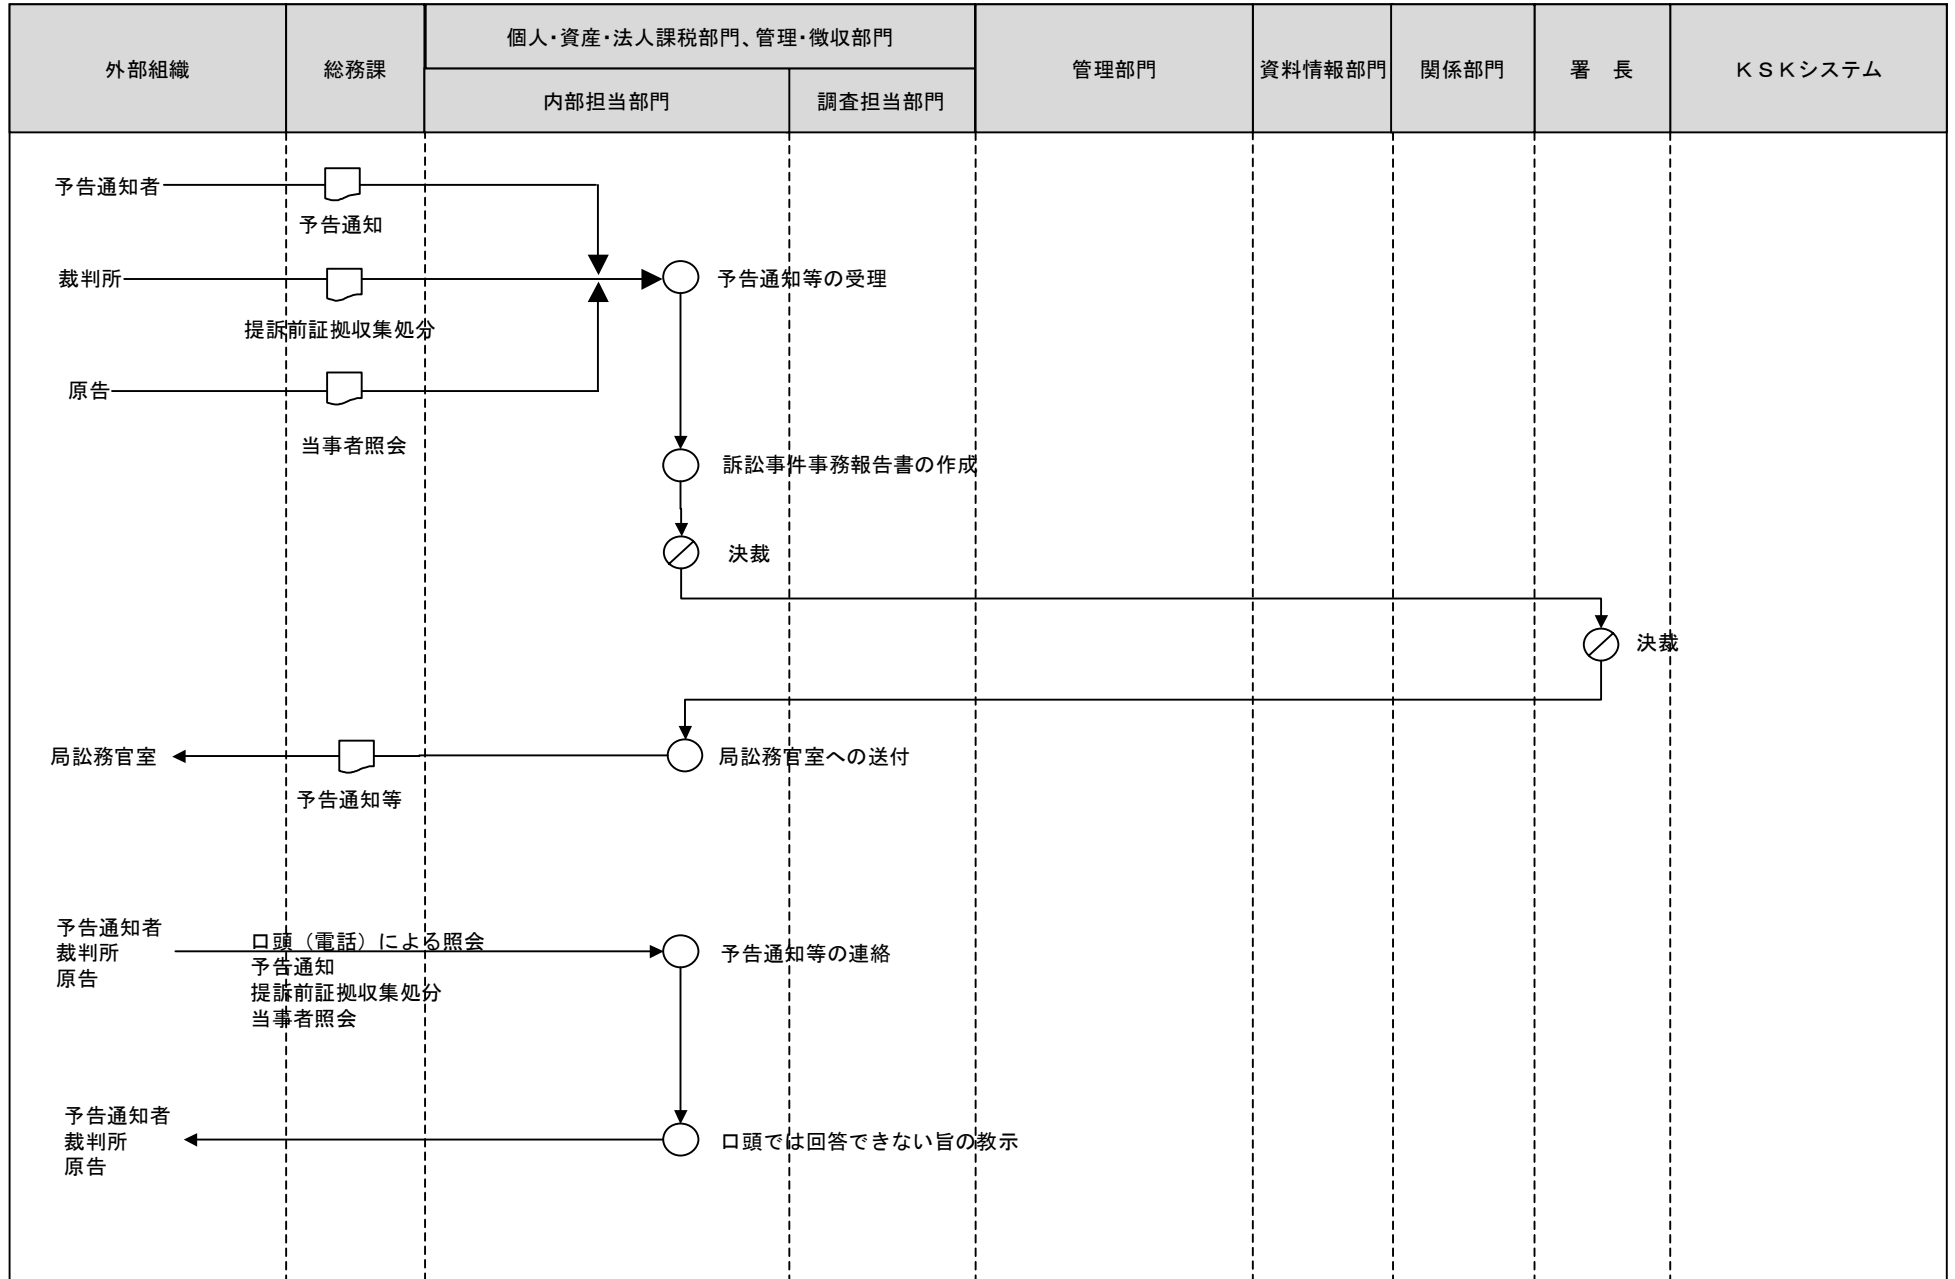 外部組織
総務課
個人・資産・法人課税部門、管理・徴収部門
内部担当部門
調査担当部門
管理部門
資料情報部門
関係部門
署　長
ＫＳＫシステム
予告通知者
予告通知
裁判所
予告通知等の受理
提訴前証拠収集処分
原告
当事者照会
訴訟事件事務報告書の作成
決裁
決裁
局訟務官室
局訟務官室への送付
予告通知等
予告通知者
裁判所
原告
口頭（電話）による照会
予告通知
提訴前証拠収集処分
当事者照会
予告通知等の連絡
予告通知者
裁判所
原告
口頭では回答できない旨の教示